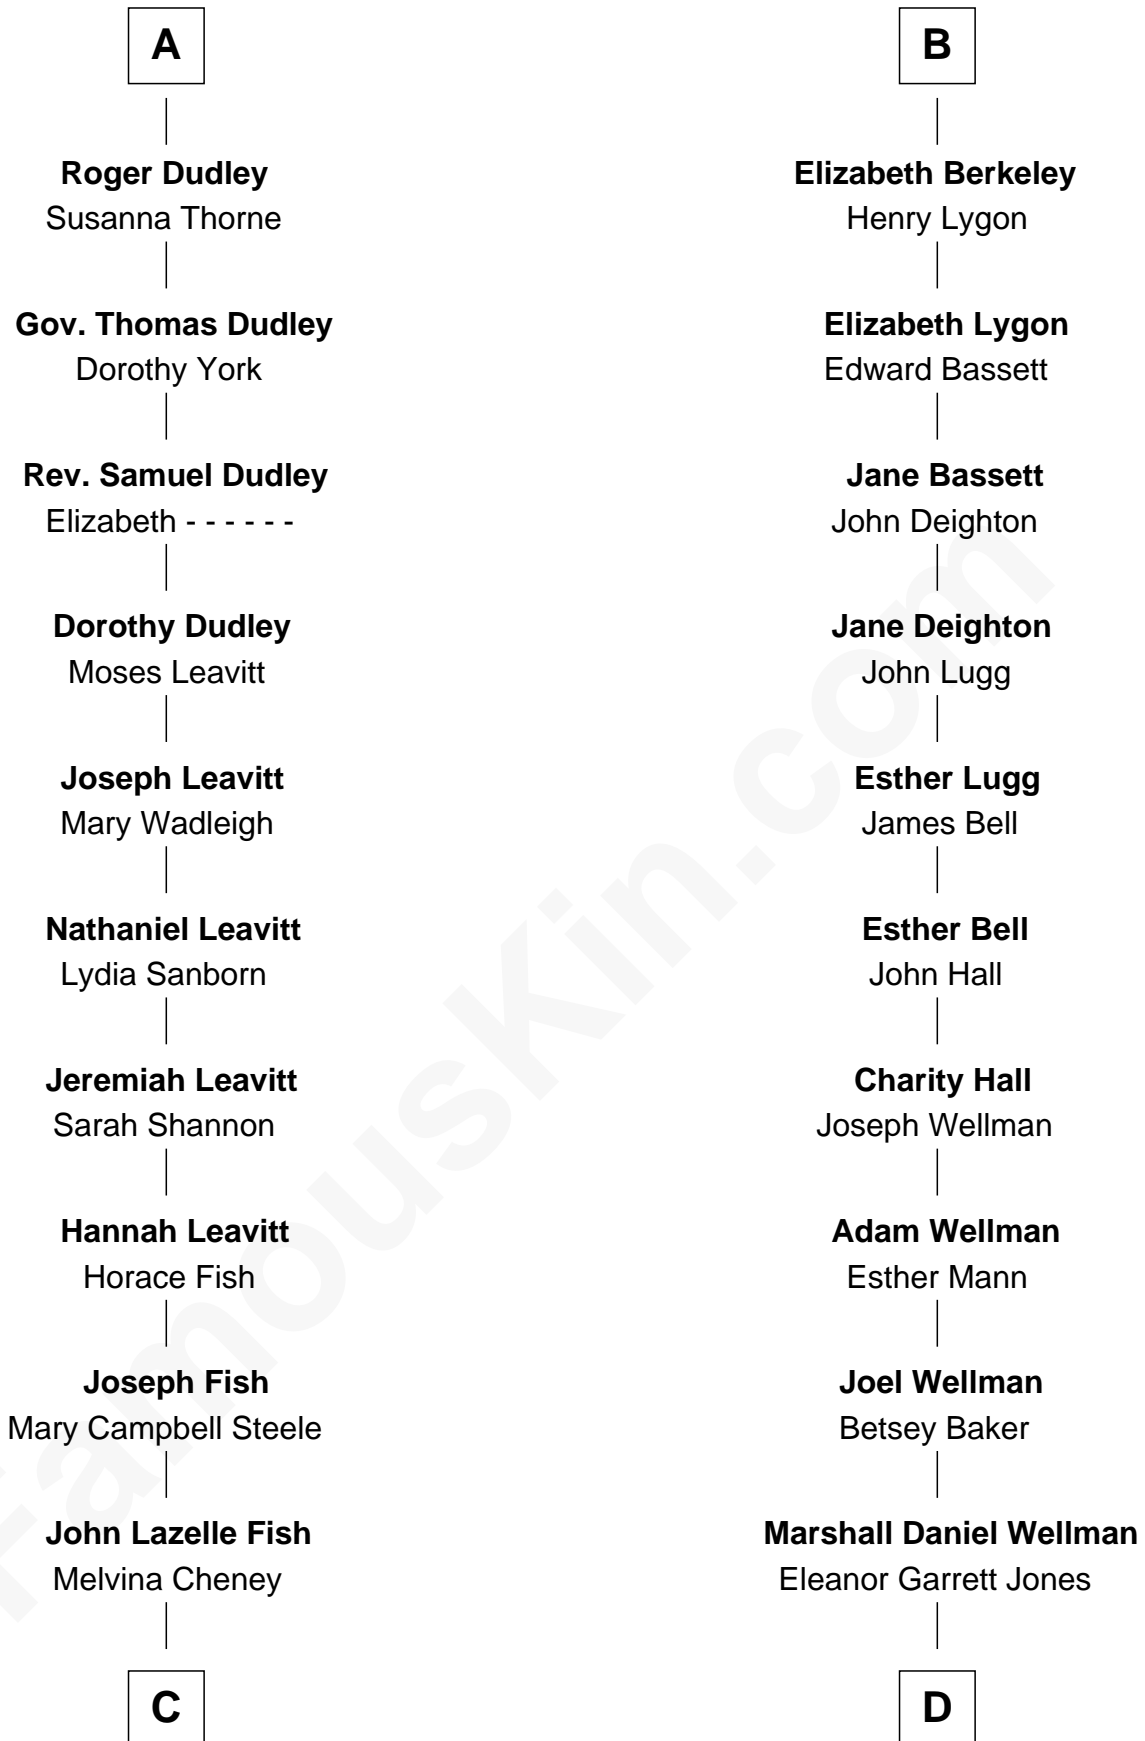 A
Roger Dudley
Susanna Thorne
Gov. Thomas Dudley
Dorothy York
Rev. Samuel Dudley
Elizabeth - - - - - -
Dorothy Dudley
Moses Leavitt
Joseph Leavitt
Mary Wadleigh
Nathaniel Leavitt
Lydia Sanborn
Jeremiah Leavitt
Sarah Shannon
Hannah Leavitt
Horace Fish
Joseph Fish
Mary Campbell Steele
John Lazelle Fish
Melvina Cheney
C
B
Elizabeth Berkeley
Henry Lygon
Elizabeth Lygon
Edward Bassett
Jane Bassett
John Deighton
Jane Deighton
John Lugg
Esther Lugg
James Bell
Esther Bell
John Hall
Charity Hall
Joseph Wellman
Adam Wellman
Esther Mann
Joel Wellman
Betsey Baker
Marshall Daniel Wellman
Eleanor Garrett Jones
D
FamousKin.com